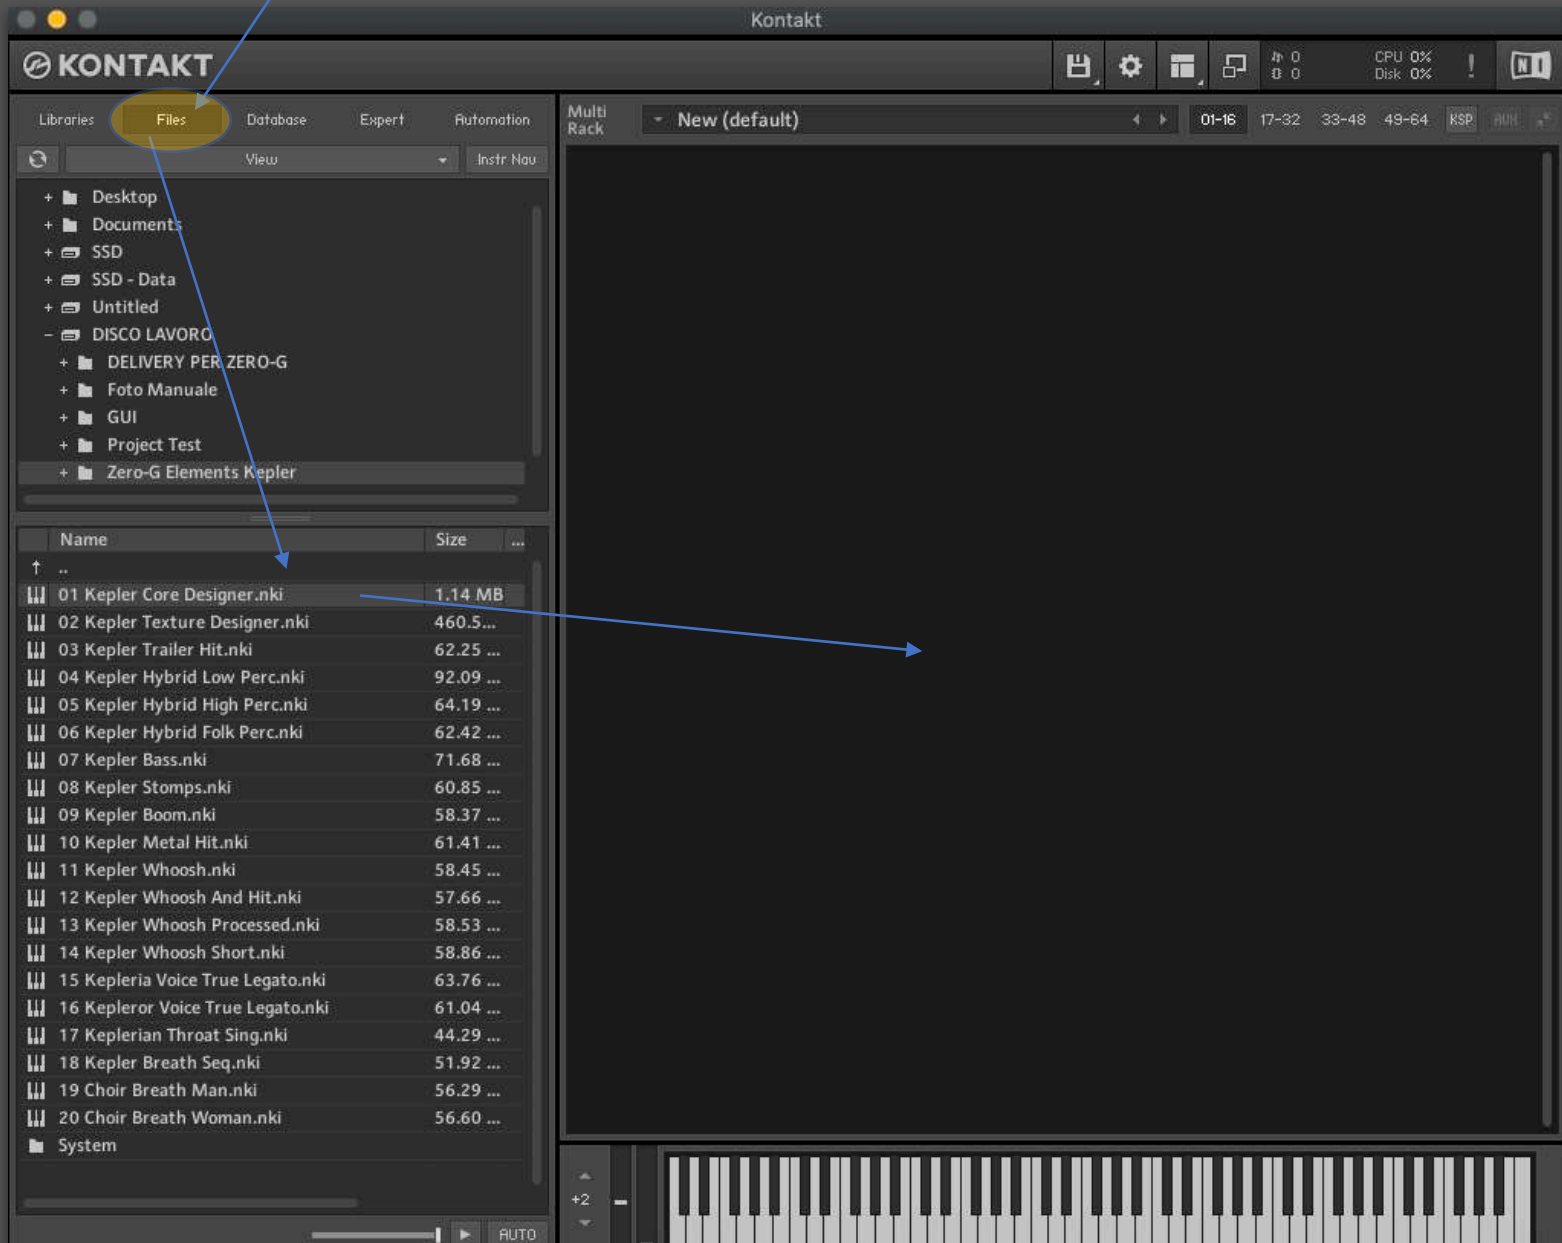 Kontakt
KONTAKT
0
0
CPU 0%
Disk 0%
!
NI
Libraries Files Database Expert Automation
View Instr Nav
Multi Rack
New (default)
01-16 17-32 33-48 49-64 KSP AUX
+ Desktop
+ Documents
+ SSD
+ SSD - Data
+ Untitled
- DISCO LAVORO
+ DELIVERY PER ZERO-G
+ Foto Manuale
+ GUI
+ Project Test
+ Zero-G Elements Kepler
Name Size ...
..
01 Kepler Core Designer.nki 1.14 MB
02 Kepler Texture Designer.nki 460.5...
03 Kepler Trailer Hit.nki 62.25 ...
04 Kepler Hybrid Low Perc.nki 92.09 ...
05 Kepler Hybrid High Perc.nki 64.19 ...
06 Kepler Hybrid Folk Perc.nki 62.42 ...
07 Kepler Bass.nki 71.68 ...
08 Kepler Stomps.nki 60.85 ...
09 Kepler Boom.nki 58.37 ...
10 Kepler Metal Hit.nki 61.41 ...
11 Kepler Whoosh.nki 58.45 ...
12 Kepler Whoosh And Hit.nki 57.66 ...
13 Kepler Whoosh Processed.nki 58.53 ...
14 Kepler Whoosh Short.nki 58.86 ...
15 Kepleria Voice True Legato.nki 63.76 ...
16 Kepleror Voice True Legato.nki 61.04 ...
17 Keplerian Throat Sing.nki 44.29 ...
18 Kepler Breath Seq.nki 51.92 ...
19 Choir Breath Man.nki 56.29 ...
20 Choir Breath Woman.nki 56.60 ...
System
+2
AUTO